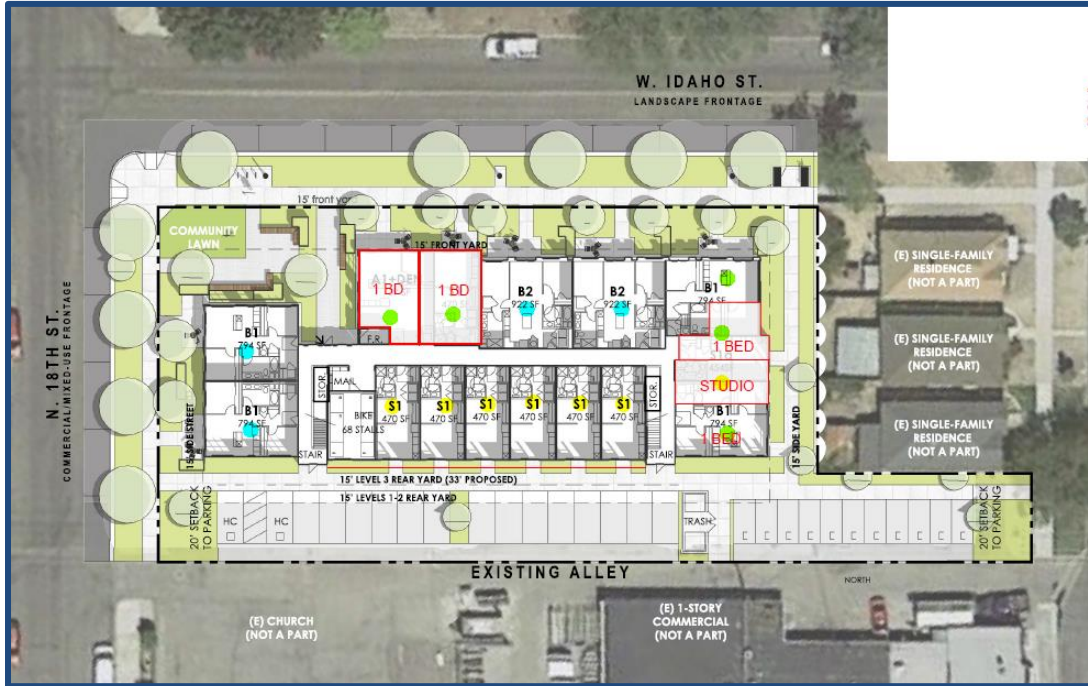 W. IDAHO ST.
LANDSCAPE FRONTAGE
15' front
COMMUNITY
LAWN
15' FRONT YARD
(E) SINGLE-FAMILY
RESIDENCE
(NOT A PART)
A1+DEN
1 BD
1 BD
B2
922 SF
B2
922 SF
B1
794 SF
N. 18TH ST.
COMMERCIAL/MIXED-USE FRONTAGE
B1
794 SF
F.R.
1 BED
(E) SINGLE-FAMILY
RESIDENCE
(NOT A PART)
STOR.
MAIL
STUDIO
B1
794 SF
BIKE
68 STALLS
S1
470 SF
S1
470 SF
S1
470 SF
S1
470 SF
S1
470 SF
S1
470 SF
STOR.
B1
794 SF
1 BED
(E) SINGLE-FAMILY
RESIDENCE
(NOT A PART)
15' SIDE STREET
15' SIDE YARD
STAIR
STAIR
15' LEVEL 3 REAR YARD (33' PROPOSED)
15' LEVELS 1-2 REAR YARD
20' SETBACK
TO PARKING
HC
HC
TRASH
20' SETBACK
TO PARKING
EXISTING ALLEY
NORTH
(E) CHURCH
(NOT A PART)
(E) 1-STORY
COMMERCIAL
(NOT A PART)